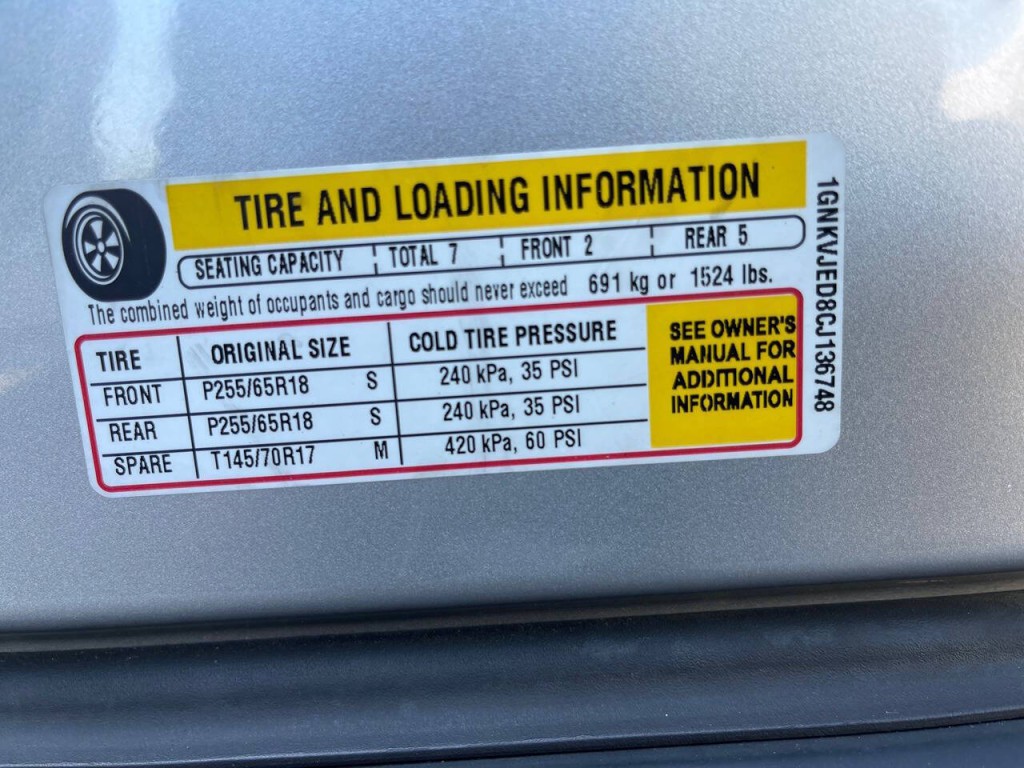 TIRE AND LOADING INFORMATION
SEATING CAPACITY TOTAL 7 FRONT 2 REAR 5
The combined weight of occupants and cargo should never exceed 691 kg or 1524 lbs.
TIRE ORIGINAL SIZE COLD TIRE PRESSURE
FRONT P255/65R18 S 240 kPa, 35 PSI
REAR P255/65R18 S 240 kPa, 35 PSI
SPARE T145/70R17 M 420 kPa, 60 PSI
SEE OWNER'S
MANUAL FOR
ADDITIONAL
INFORMATION
1GNKVJED8CJ136748